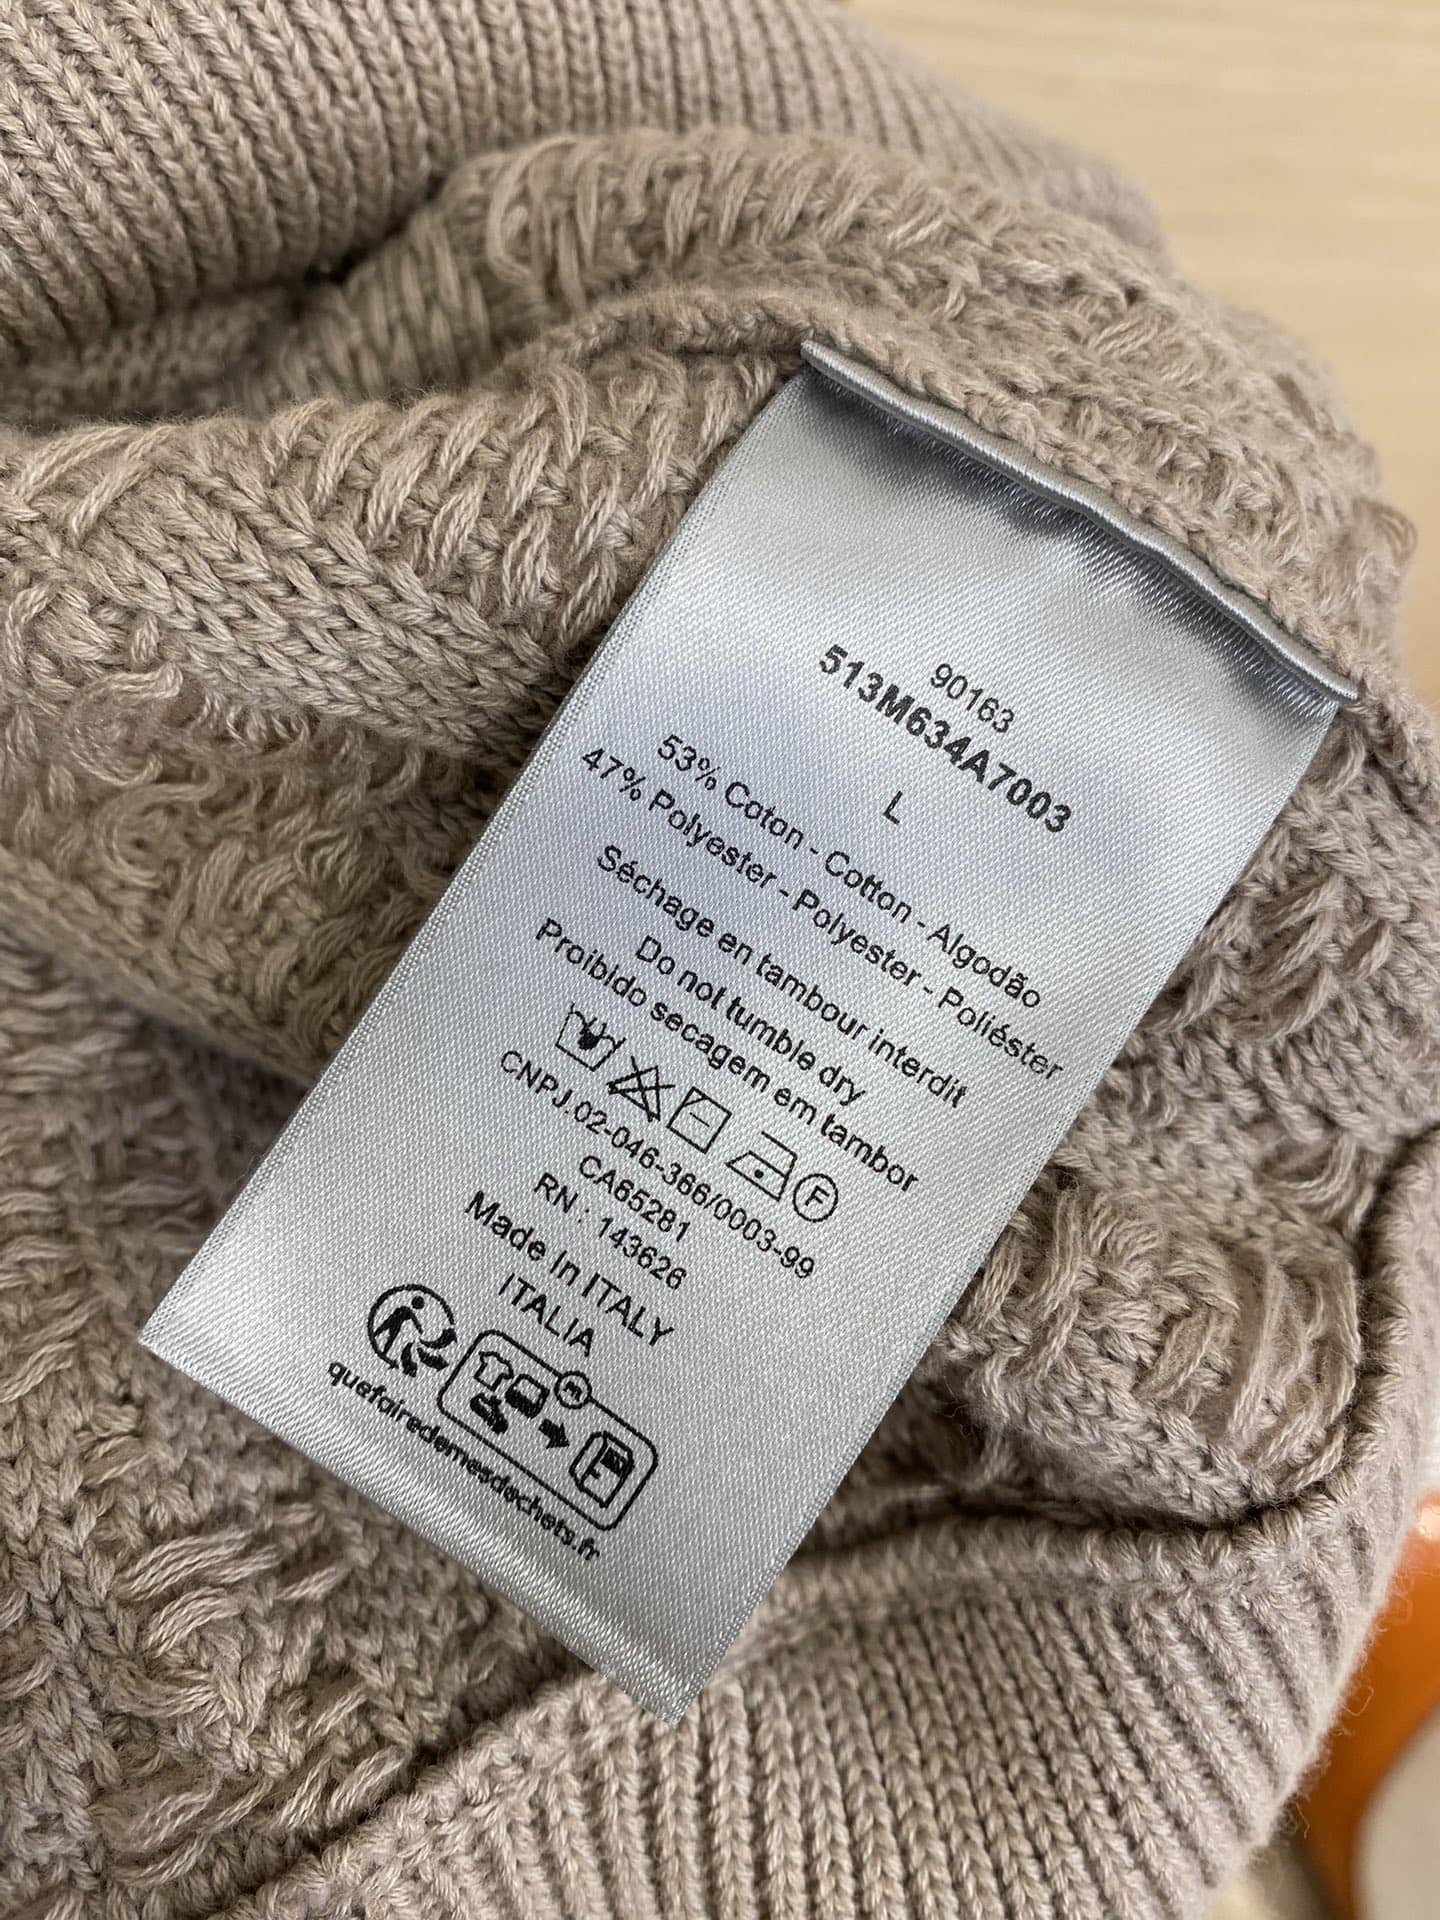 90163
513M634A7003
L
53% Coton - Cotton - Algodão
47% Polyester - Polyester - Poliéster
Séchage en tambour interdit
Do not tumble dry
Proibido secagem em tambor
F
CNPJ.02-046-366/0003-99
CA65281
RN : 143626
Made In ITALY
ITALIA
quefairedemesdechets.fr